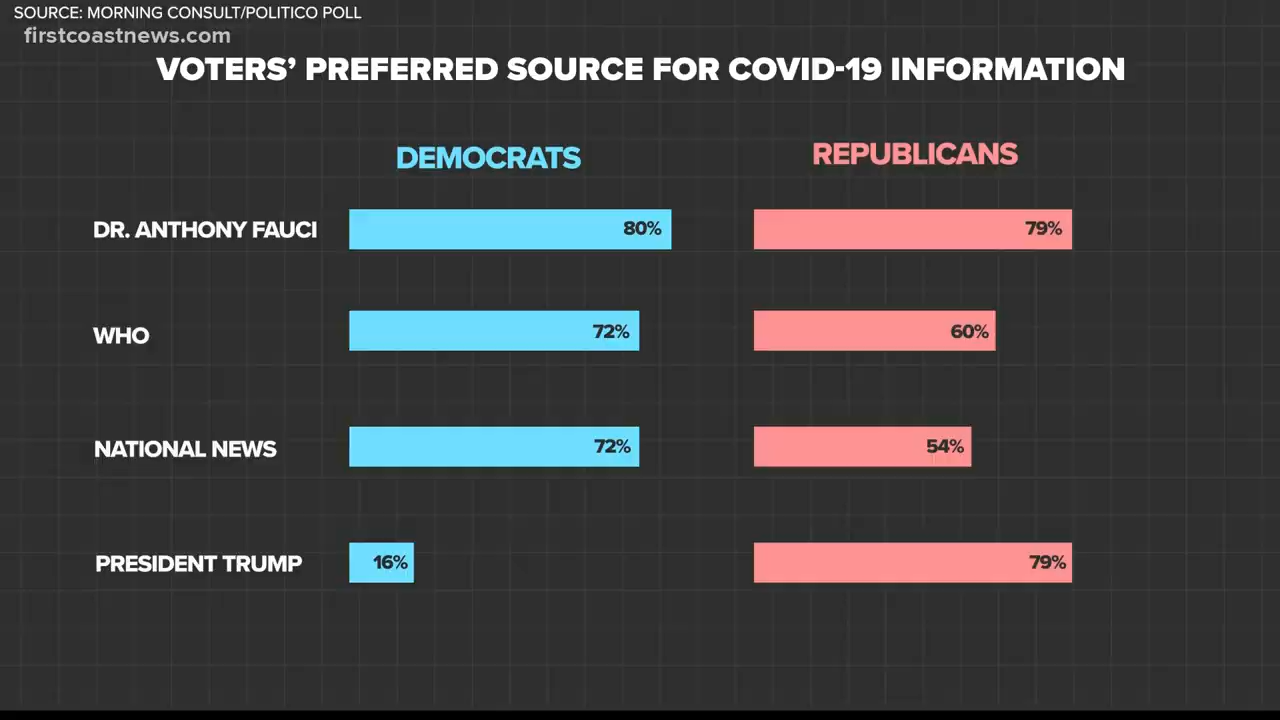 SOURCE: MORNING CONSULT/POLITICO POLL
firstcoastnews.com
VOTERS’ PREFERRED SOURCE FOR COVID-19 INFORMATION
DEMOCRATS REPUBLICANS
DR. ANTHONY FAUCI 80% 79%
WHO 72% 60%
NATIONAL NEWS 72% 54%
PRESIDENT TRUMP 16% 79%